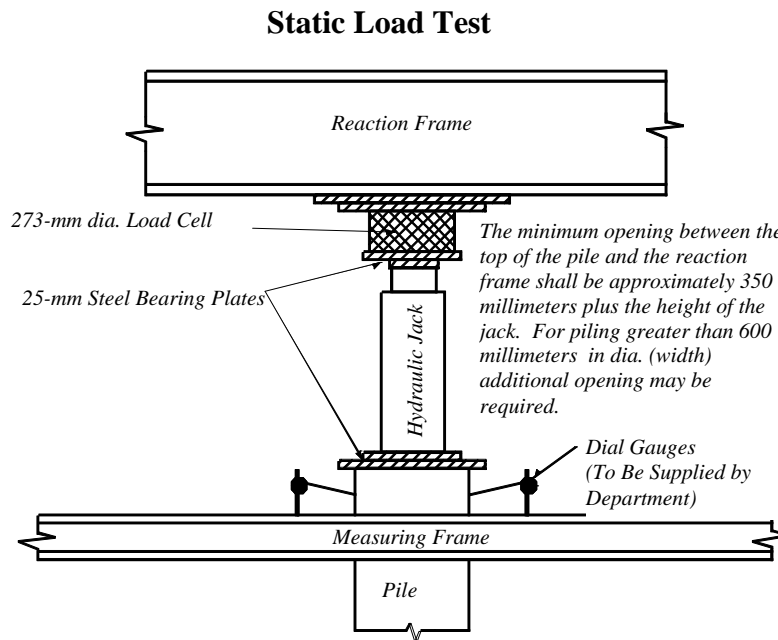 Static Load Test
Reaction Frame
273-mm dia. Load Cell
The minimum opening between the
top of the pile and the reaction
frame shall be approximately 350
millimeters plus the height of the
jack. For piling greater than 600
millimeters in dia. (width)
additional opening may be
required.
25-mm Steel Bearing Plates
Hydraulic Jack
Dial Gauges
(To Be Supplied by
Department)
Measuring Frame
Pile